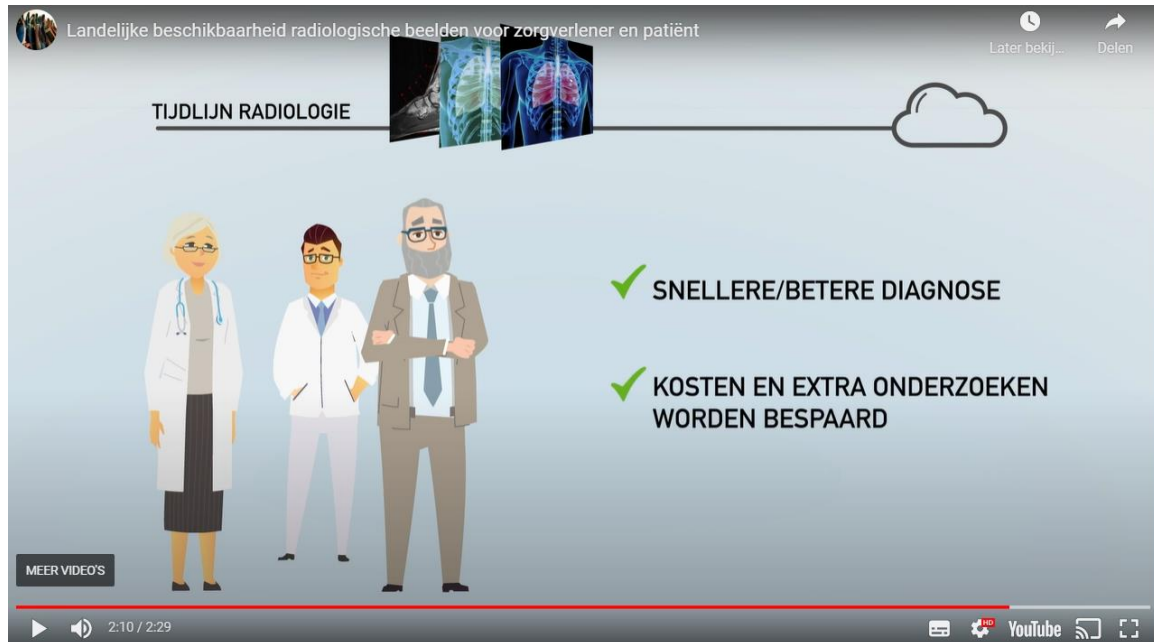 Landelijke beschikbaarheid radiologische beelden voor zorgverlener en patiënt
Later bekij...
Delen
TIJDLIJN RADIOLOGIE
SNELLERE/BETERE DIAGNOSE
KOSTEN EN EXTRA ONDERZOEKEN
WORDEN BESPAARD
MEER VIDEO'S
2:10 / 2:29
HD
YouTube